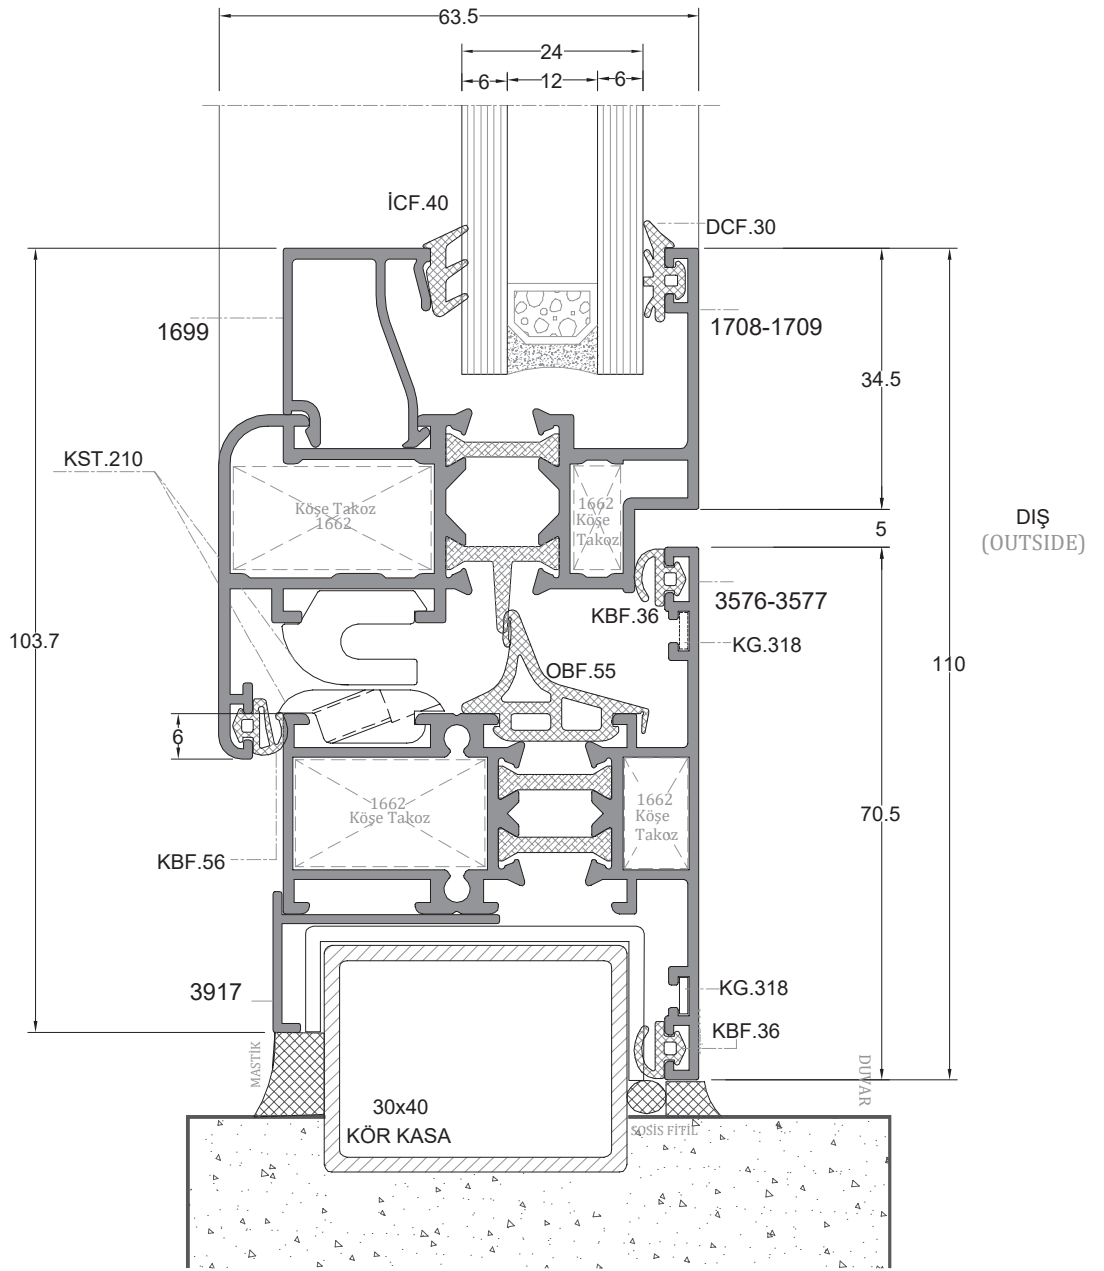 63.5
24
6
12
6
İCF.40
DCF.30
1699
1708-1709
34.5
KST.210
Köşe Takoz
1662
1662
Köşe
Takoz
5
DIŞ
(OUTSIDE)
KBF.36
3576-3577
KG.318
103.7
OBF.55
110
6
1662
Köşe Takoz
1662
Köşe
Takoz
70.5
KBF.56
3917
KG.318
KBF.36
MASTİK
DUVAR
30x40
KÖR KASA
SOSİS FİTİL